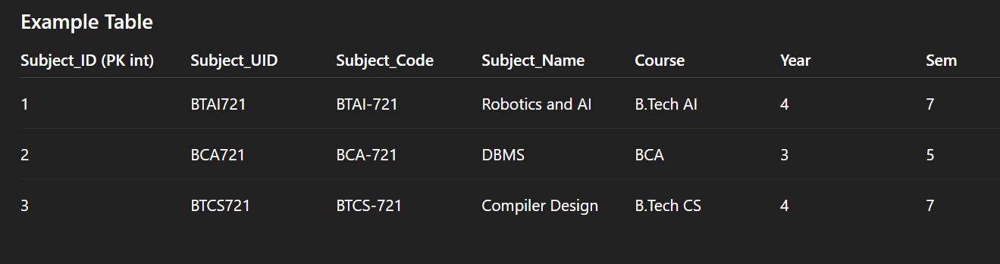 Example Table
Subject_ID (PK int) Subject_UID Subject_Code Subject_Name Course Year Sem
1 BTAI721 BTAI-721 Robotics and AI B.Tech AI 4 7
2 BCA721 BCA-721 DBMS BCA 3 5
3 BTCS721 BTCS-721 Compiler Design B.Tech CS 4 7